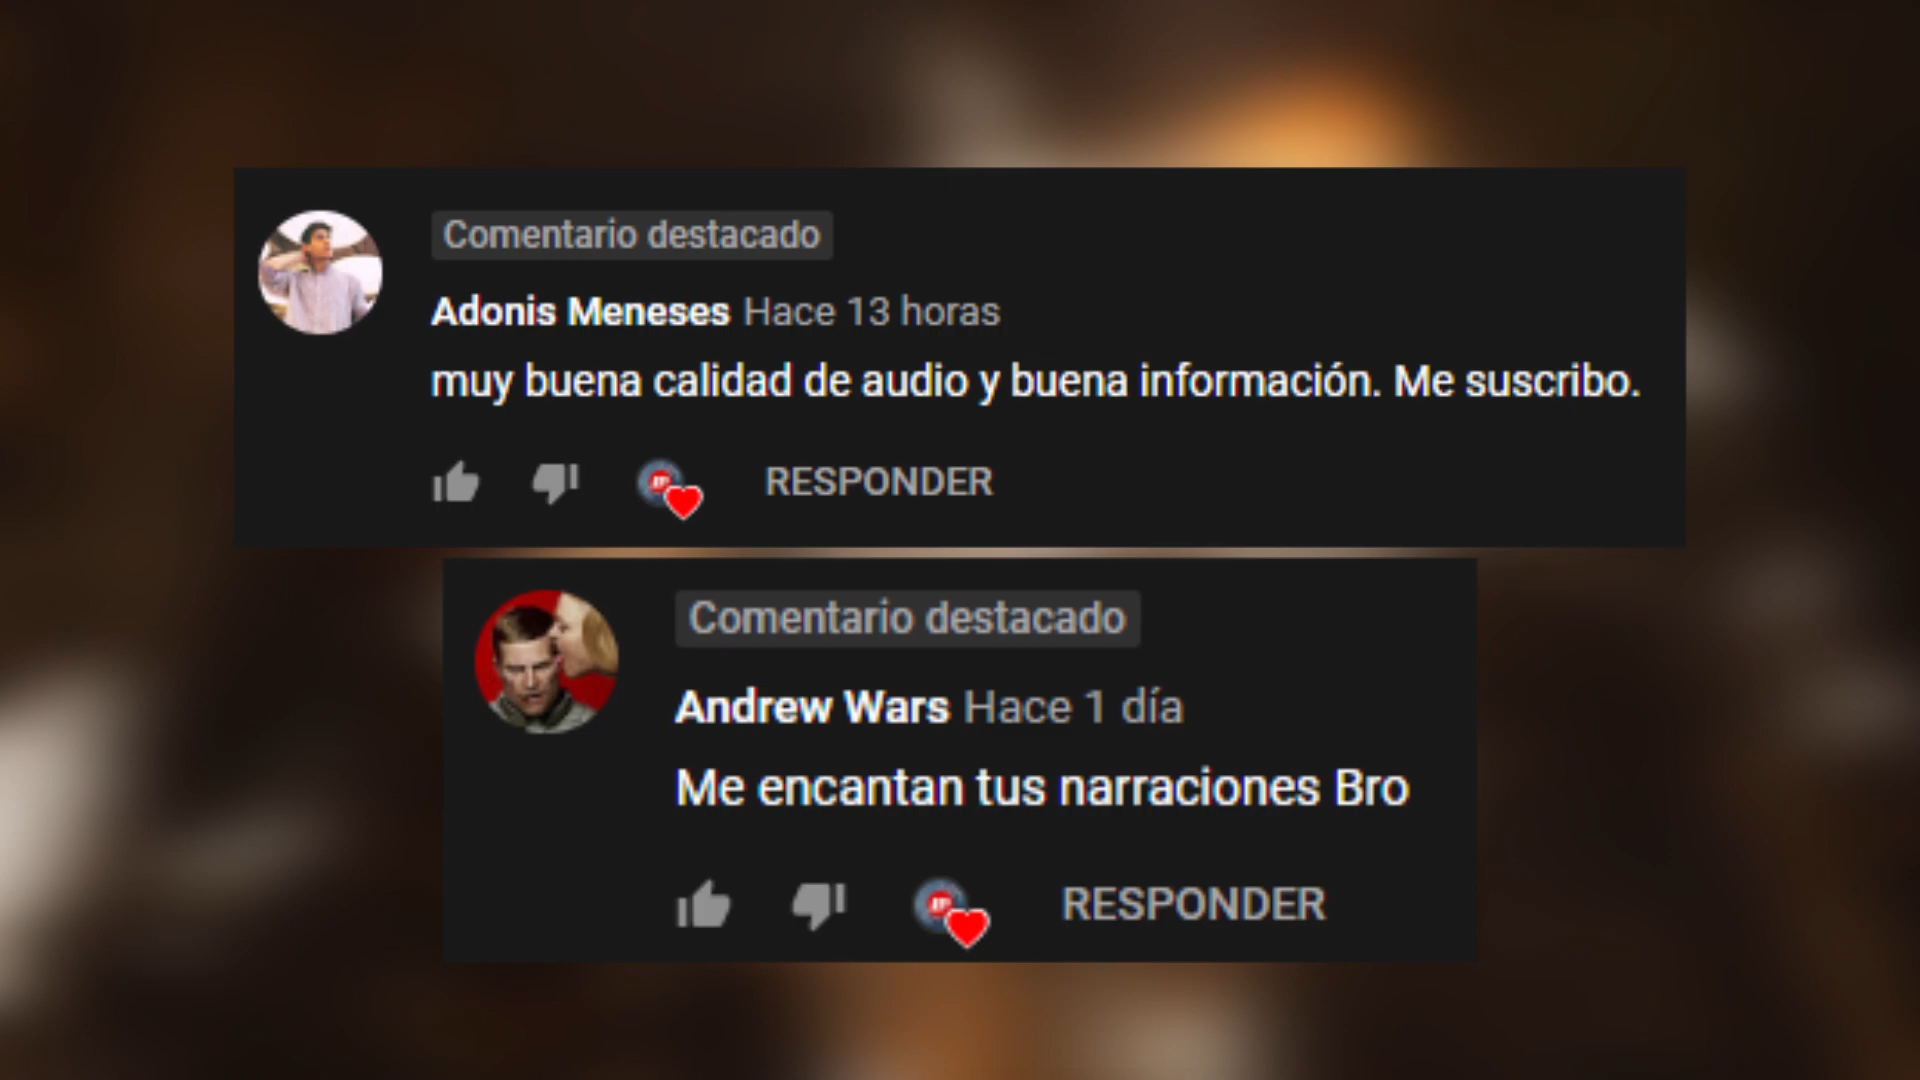 Comentario destacado
Adonis Meneses Hace 13 horas
muy buena calidad de audio y buena información. Me suscribo.
RESPONDER
Comentario destacado
Andrew Wars Hace 1 día
Me encantan tus narraciones Bro
RESPONDER